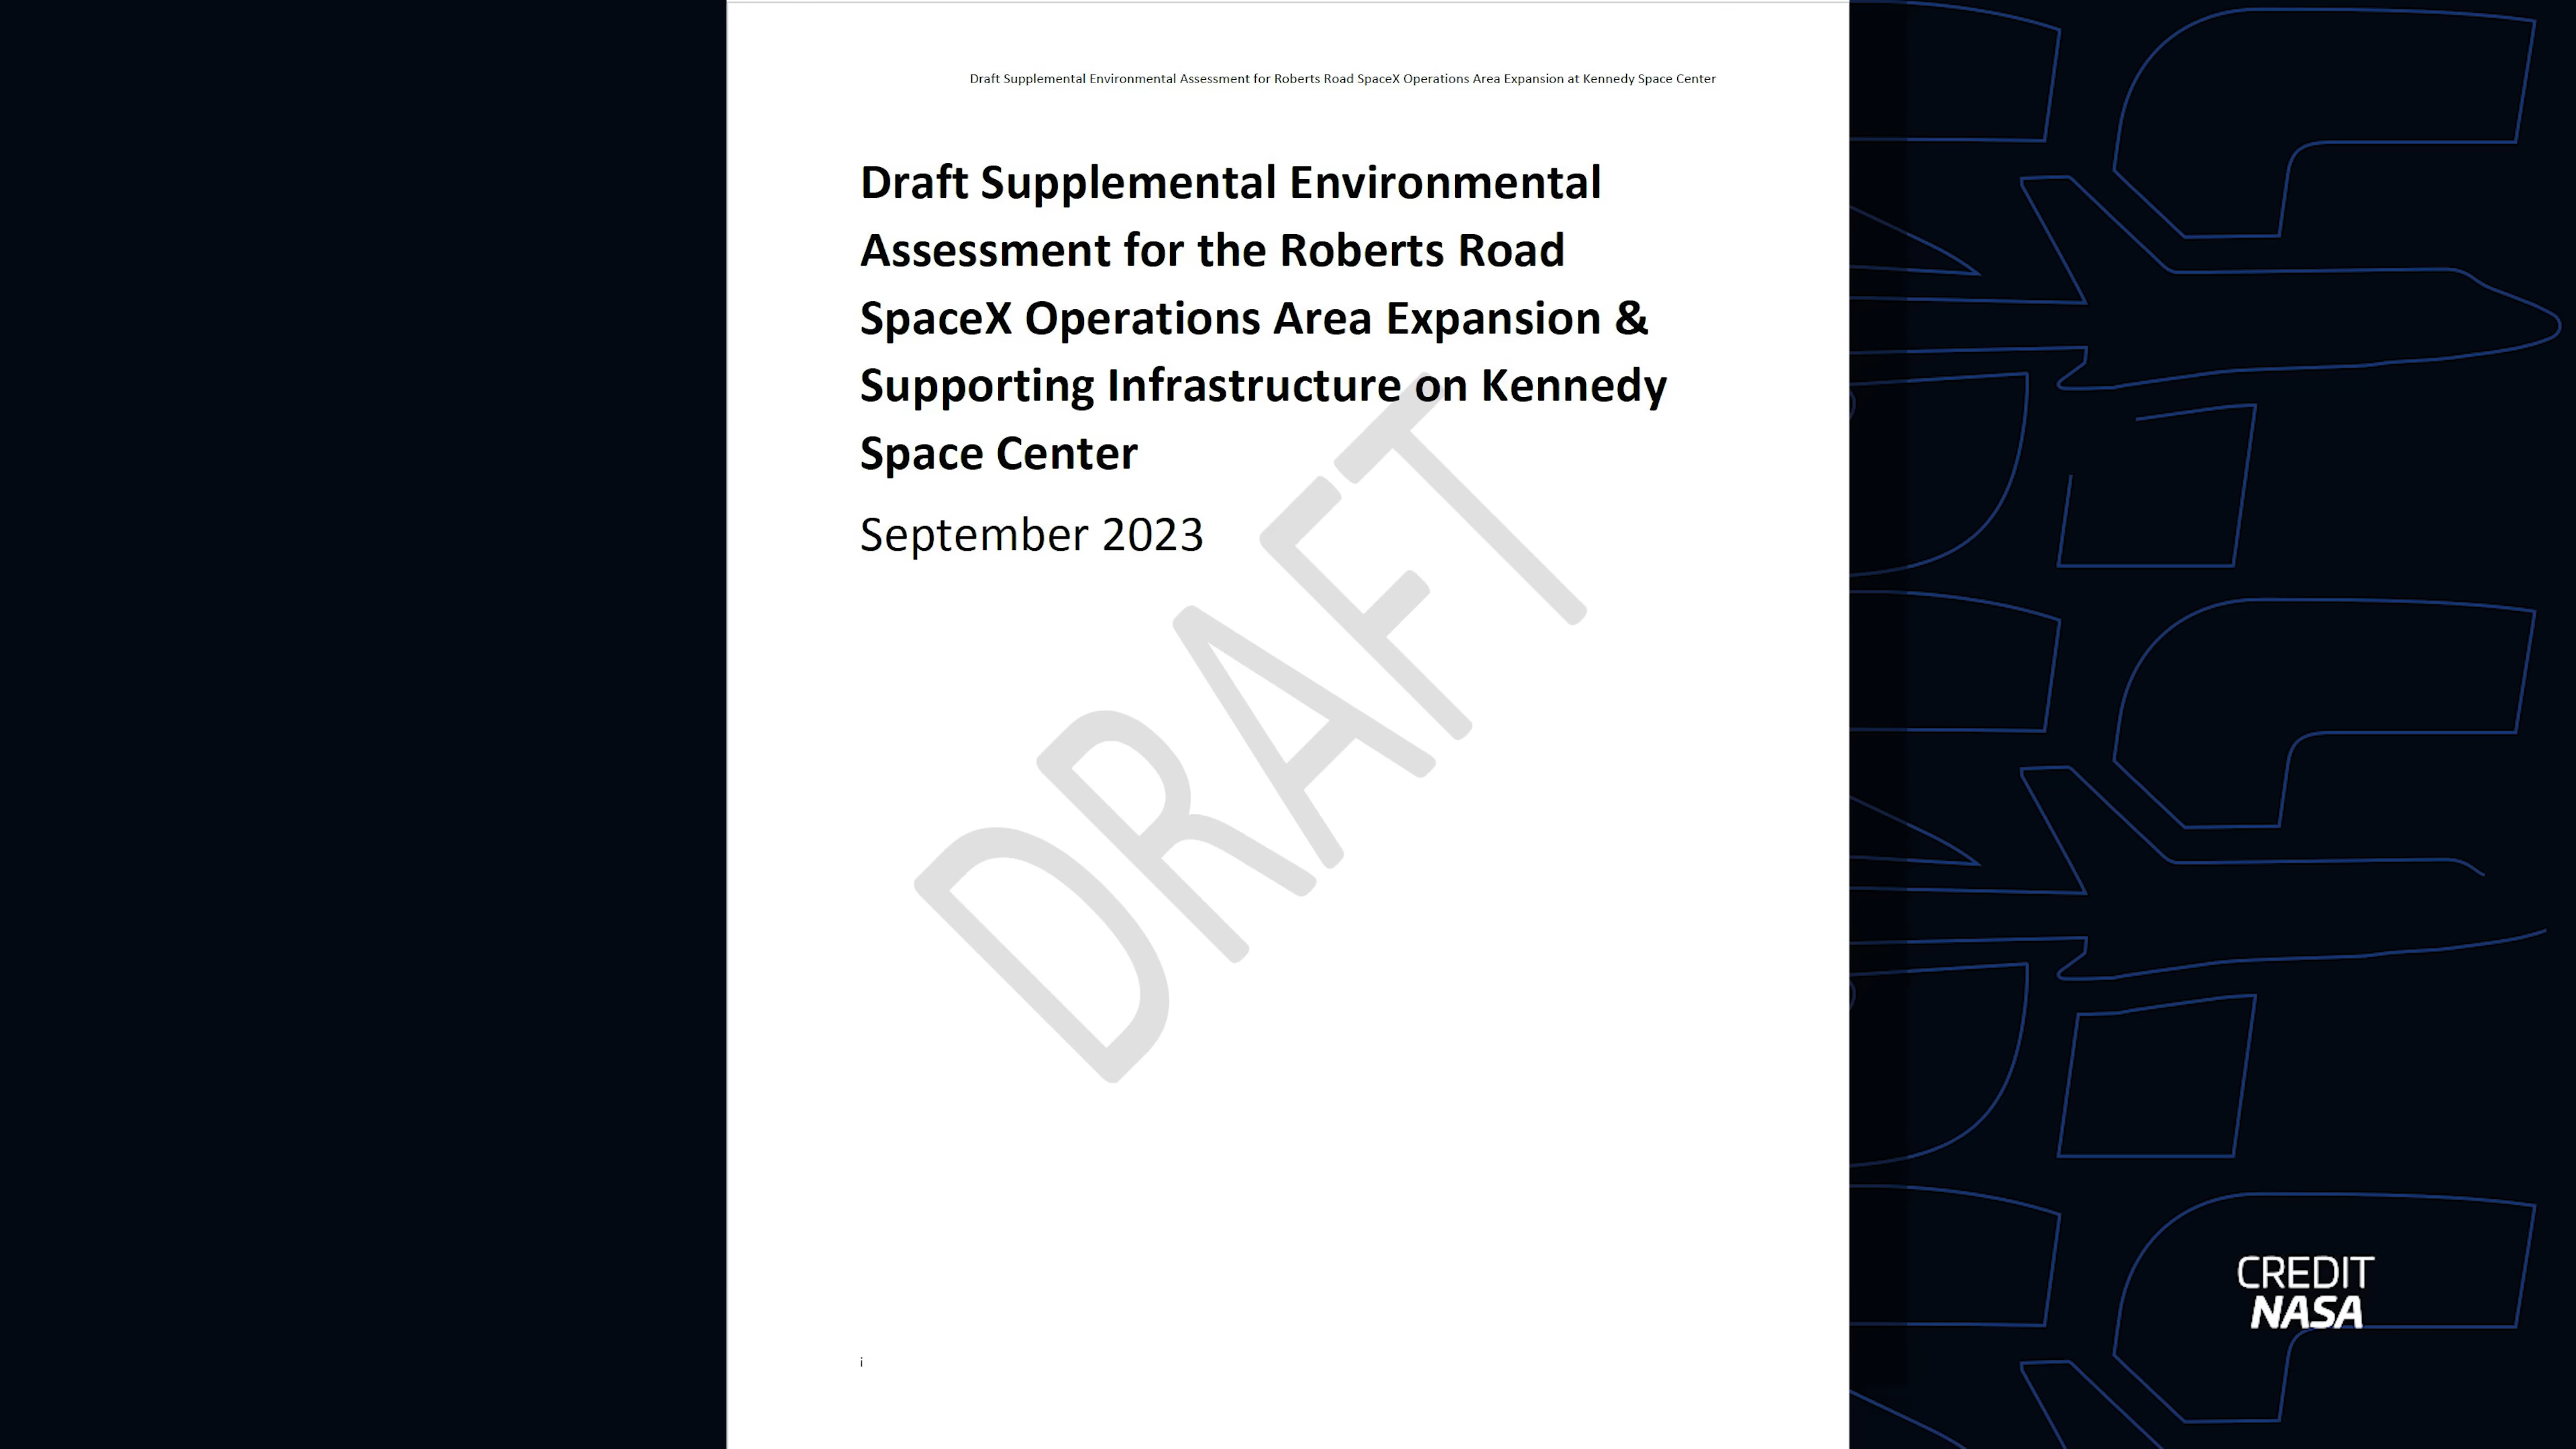 Draft Supplemental Environmental Assessment for Roberts Road SpaceX Operations Area Expansion at Kennedy Space Center
Draft Supplemental Environmental
Assessment for the Roberts Road
SpaceX Operations Area Expansion &
Supporting Infrastructure on Kennedy
Space Center
September 2023
DRAFT
i
CREDIT
NASA